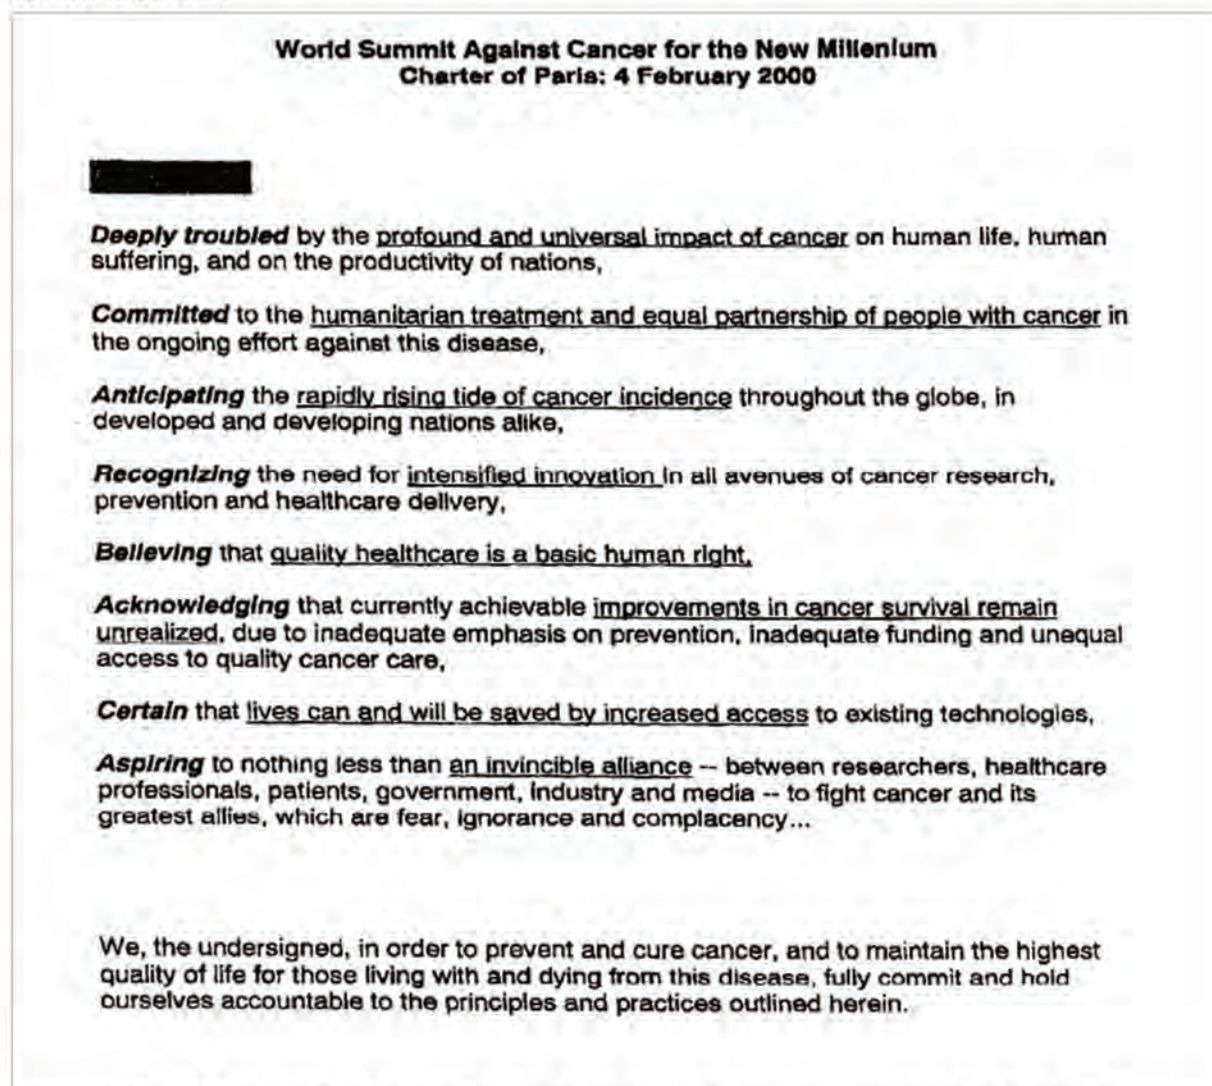 World Summit Against Cancer for the New Millenium
Charter of Paris: 4 February 2000
Deeply troubled by the profound and universal impact of cancer on human life, human
suffering, and on the productivity of nations,
Committed to the humanitarian treatment and equal partnership of people with cancer in
the ongoing effort against this disease,
Anticipating the rapidly rising tide of cancer incidence throughout the globe, in
developed and developing nations alike,
Recognizing the need for intensified innovation in all avenues of cancer research,
prevention and healthcare delivery,
Believing that quality healthcare is a basic human right,
Acknowledging that currently achievable improvements in cancer survival remain
unrealized, due to inadequate emphasis on prevention, inadequate funding and unequal
access to quality cancer care,
Certain that lives can and will be saved by increased access to existing technologies,
Aspiring to nothing less than an invincible alliance -- between researchers, healthcare
professionals, patients, government, industry and media -- to fight cancer and its
greatest allies, which are fear, ignorance and complacency...
We, the undersigned, in order to prevent and cure cancer, and to maintain the highest
quality of life for those living with and dying from this disease, fully commit and hold
ourselves accountable to the principles and practices outlined herein.